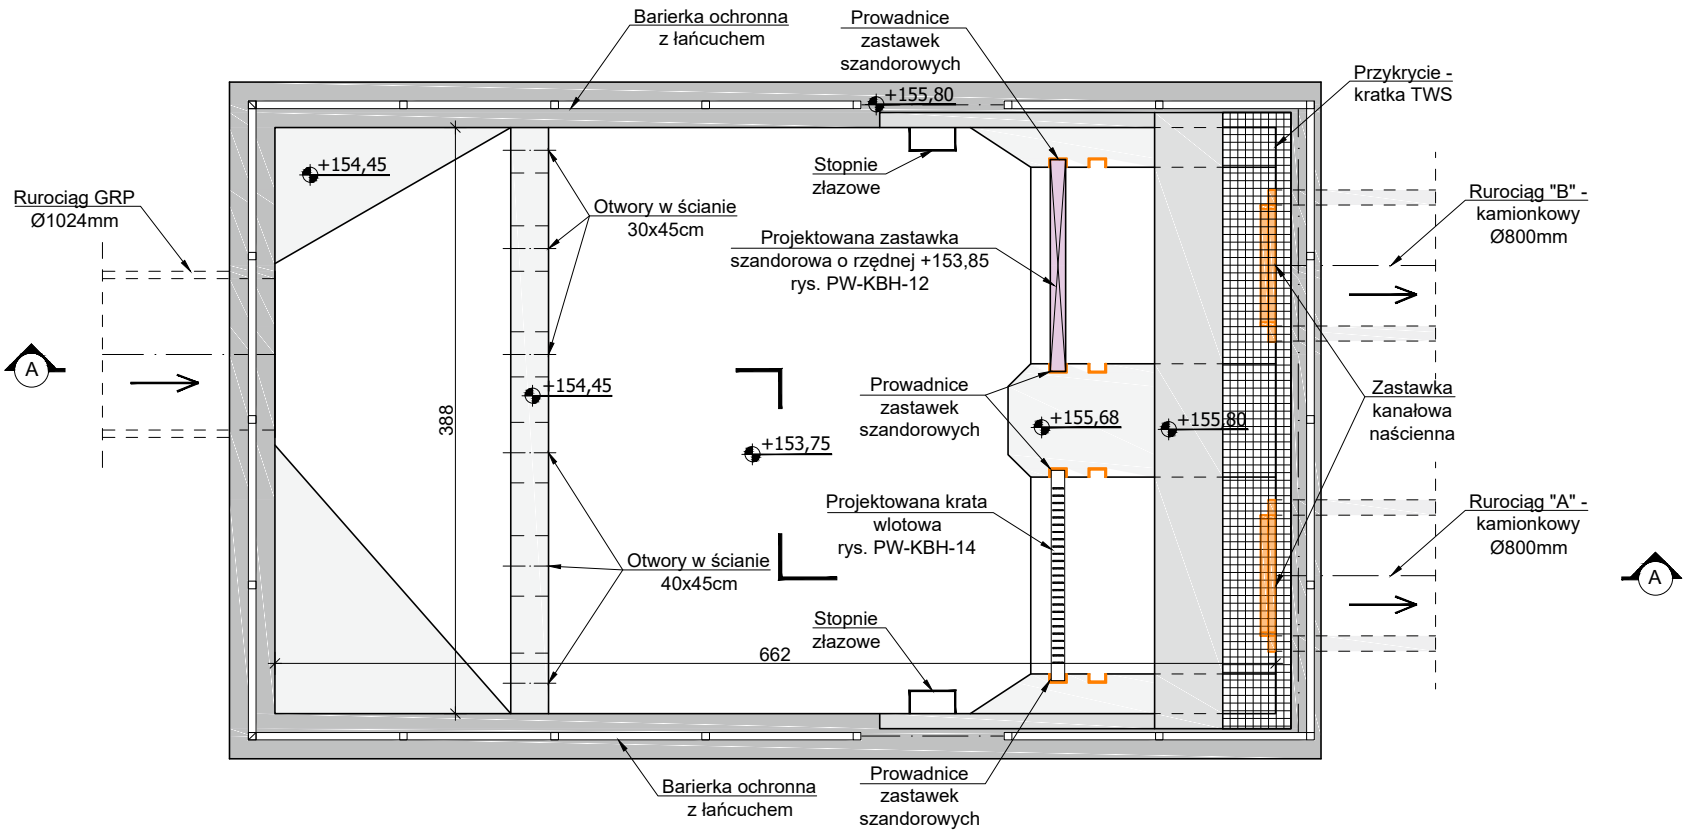 Barierka ochronna
z łańcuchem
Prowadnice
zastawek
szandorowych
Przykrycie -
kratka TWS
+155,80
+154,45
Stopnie
złazowe
Rurociąg GRP
Ø1024mm
Otwory w ścianie
30x45cm
Projektowana zastawka
szandorowa o rzędnej +153,85
rys. PW-KBH-12
Rurociąg "B" -
kamionkowy
Ø800mm
A
+154,45
388
Prowadnice
zastawek
szandorowych
+155,68
+155,80
Zastawka
kanałowa
naścienna
+153,75
Projektowana krata
wlotowa
rys. PW-KBH-14
Rurociąg "A" -
kamionkowy
Ø800mm
Otwory w ścianie
40x45cm
A
Stopnie
złazowe
662
Barierka ochronna
z łańcuchem
Prowadnice
zastawek
szandorowych